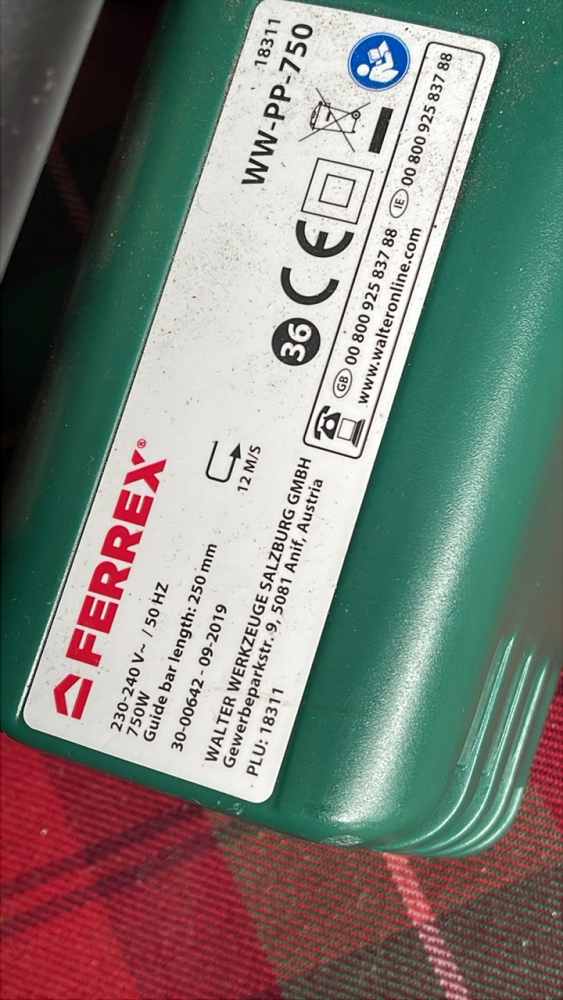 FERREX®
230-240 V~ / 50 HZ
750W
Guide bar length: 250 mm
30-00642 - 09-2019
WALTER WERKZEUGE SALZBURG GMBH
Gewerbeparkstr. 9, 5081 Anif, Austria
PLU: 18311
12 M/S
18311
WW-PP-750
36 CE
GB 00 800 925 837 88 IE 00 800 925 837 88
www.walteronline.com